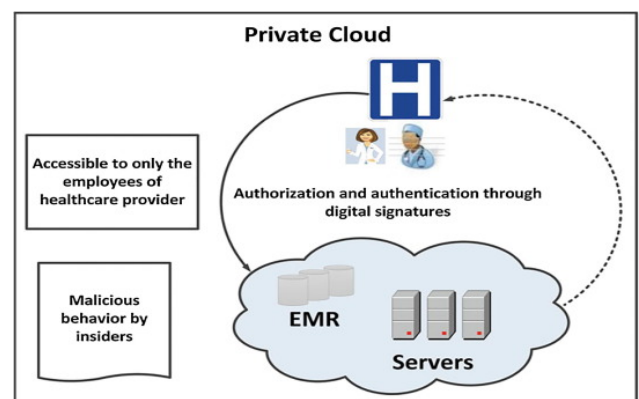 Private Cloud
H
Accessible to only the
employees of
healthcare provider
Authorization and authentication through
digital signatures
Malicious
behavior by
insiders
EMR
Servers